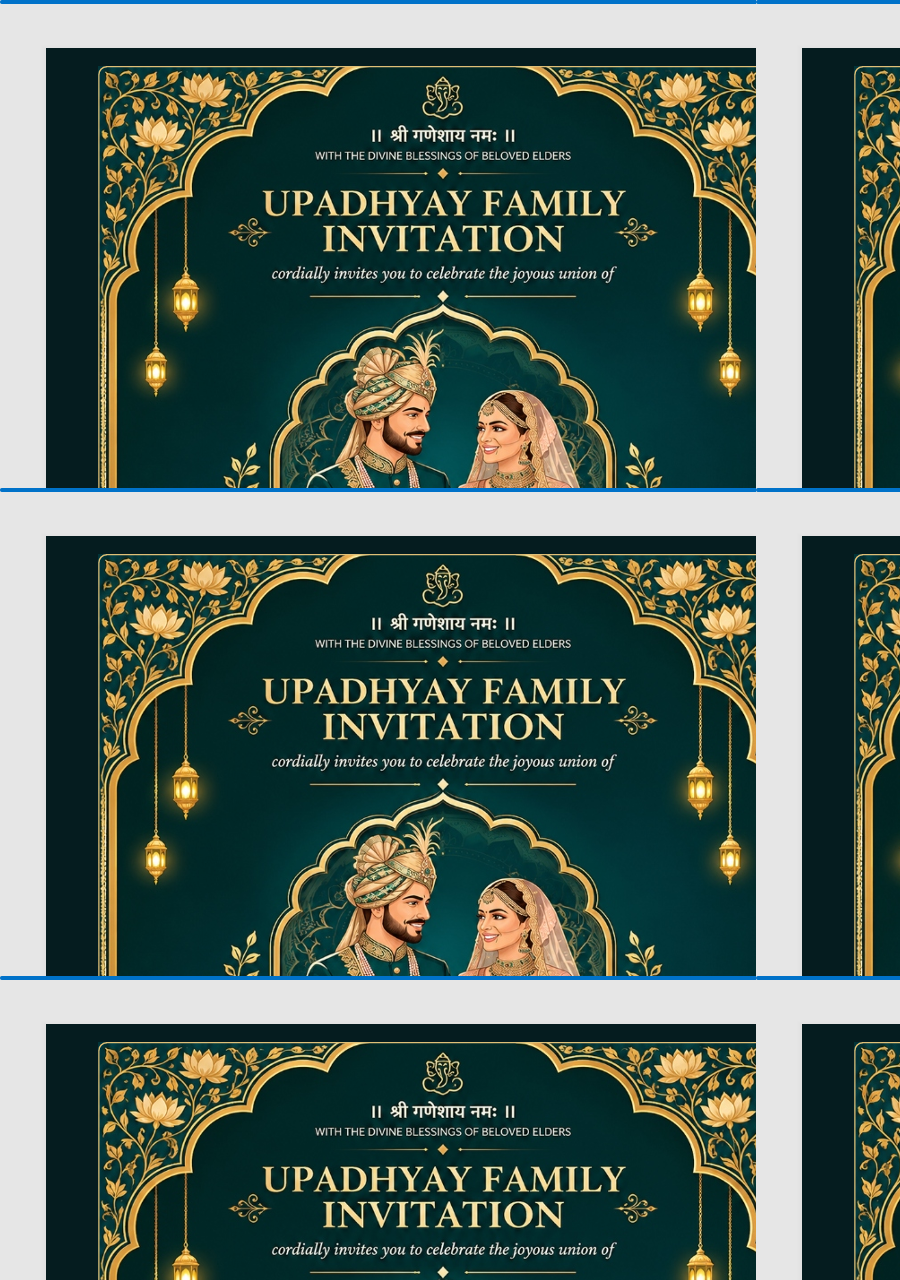 ॥ श्री गणेशाय नमः ॥
WITH THE DIVINE BLESSINGS OF BELOVED ELDERS
UPADHYAY FAMILY
INVITATION
cordially invites you to celebrate the joyous union of
॥ श्री गणेशाय नमः ॥
WITH THE DIVINE BLESSINGS OF BELOVED ELDERS
UPADHYAY FAMILY
INVITATION
cordially invites you to celebrate the joyous union of
॥ श्री गणेशाय नमः ॥
WITH THE DIVINE BLESSINGS OF BELOVED ELDERS
UPADHYAY FAMILY
INVITATION
cordially invites you to celebrate the joyous union of